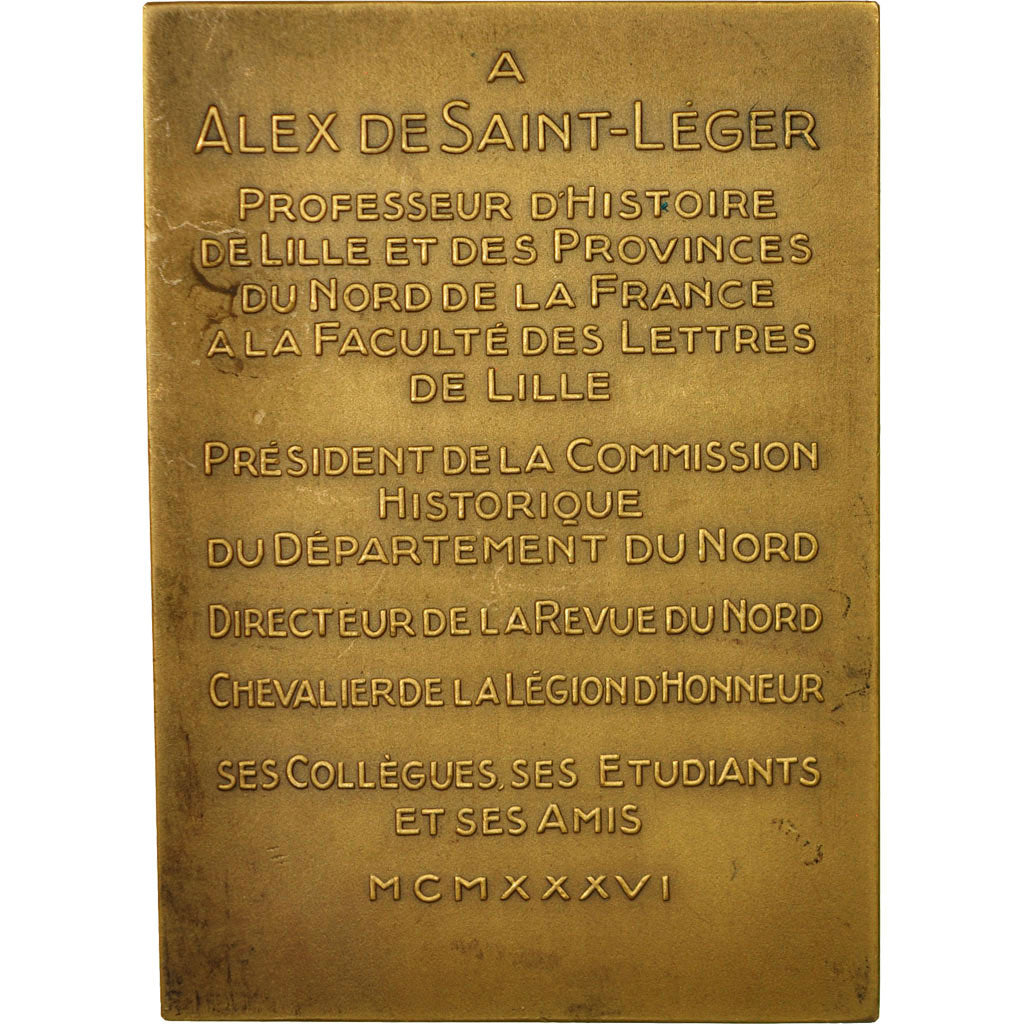 A
ALEX DE SAINT-LÉGER
PROFESSEUR D'HISTOIRE
DE LILLE ET DES PROVINCES
DU NORD DE LA FRANCE
A LA FACULTÉ DES LETTRES
DE LILLE
PRÉSIDENT DE LA COMMISSION
HISTORIQUE
DU DÉPARTEMENT DU NORD
DIRECTEUR DE LA REVUE DU NORD
CHEVALIER DE LA LÉGION D'HONNEUR
SES COLLÈGUES, SES ETUDIANTS
ET SES AMIS
MCMXXXVI